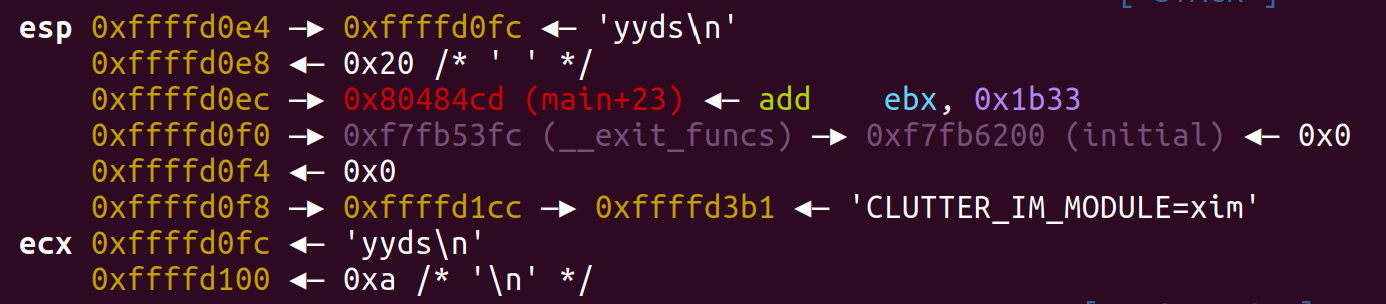 esp 0xffffd0e4 —▸ 0xffffd0fc ◂— 'yyds\n'
0xffffd0e8 ◂— 0x20 /* ' ' */
0xffffd0ec —▸ 0x80484cd (main+23) ◂— add    ebx, 0x1b33
0xffffd0f0 —▸ 0xf7fb53fc (__exit_funcs) —▸ 0xf7fb6200 (initial) ◂— 0x0
0xffffd0f4 ◂— 0x0
0xffffd0f8 —▸ 0xffffd1cc —▸ 0xffffd3b1 ◂— 'CLUTTER_IM_MODULE=xim'
ecx 0xffffd0fc ◂— 'yyds\n'
0xffffd100 ◂— 0xa /* '\n' */